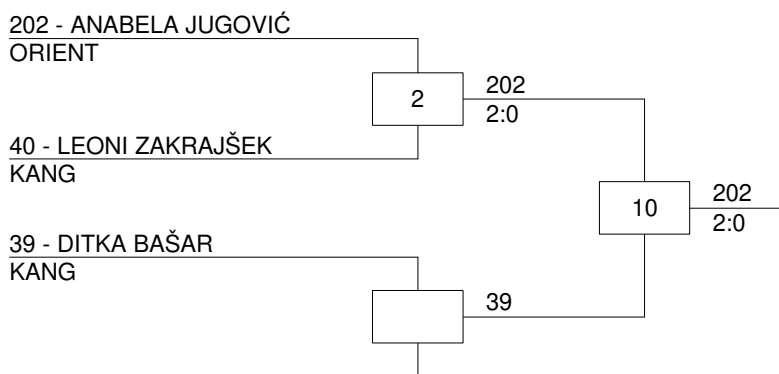 202 - ANABELA JUGOVIĆ
ORIENT
2
202
2:0
40 - LEONI ZAKRAJŠEK
KANG
10
202
2:0
39 - DITKA BAŠAR
KANG
39